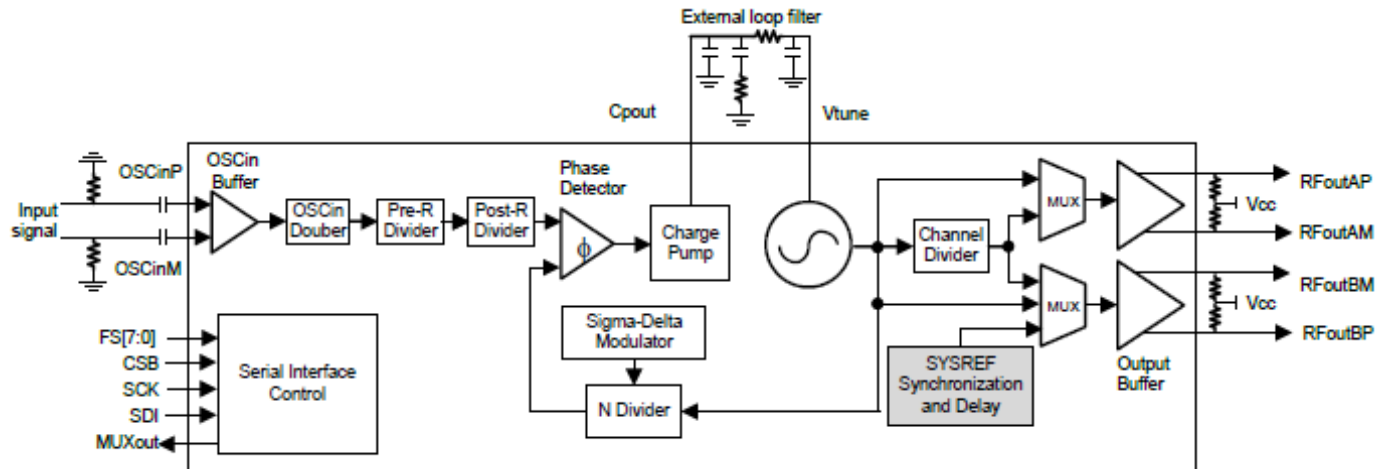 External loop filter
Cpout
Vtune
OSCinP
OSCin
Buffer
Phase
Detector
Input
signal
OSCin
Douber
Pre-R
Divider
Post-R
Divider
ϕ
Charge
Pump
Channel
Divider
MUX
RFoutAP
Vcc
RFoutAM
OSCinM
MUX
RFoutBM
Vcc
RFoutBP
Output
Buffer
Sigma-Delta
Modulator
N Divider
SYSREF
Synchronization
and Delay
FS[7:0]
CSB
SCK
SDI
MUXout
Serial Interface
Control